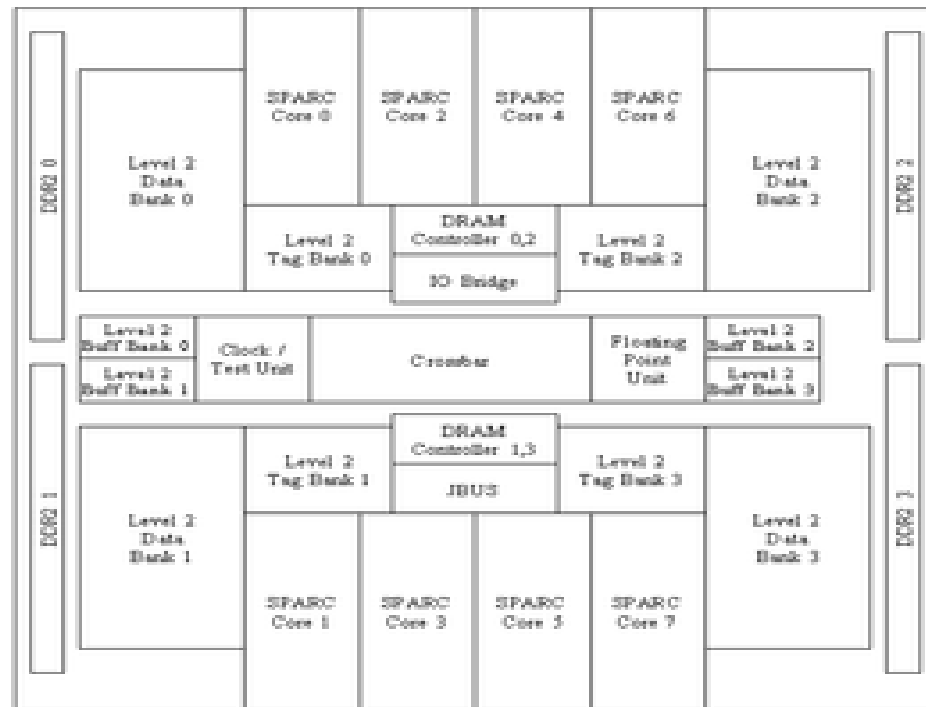 SPARC
Core 0
SPARC
Core 2
SPARC
Core 4
SPARC
Core 6
DDR2 0
Level 2
Data
Bank 0
Level 2
Data
Bank 2
DDR2 2
Level 2
Tag Bank 0
DRAM
Controller 0,2
IO Bridge
Level 2
Tag Bank 2
Level 2
Buff Bank 0
Level 2
Buff Bank 1
Clock /
Test Unit
Crossbar
Floating
Point
Unit
Level 2
Buff Bank 2
Level 2
Buff Bank 3
DDR2 1
Level 2
Data
Bank 1
Level 2
Tag Bank 1
DRAM
Controller 1,3
JBUS
Level 2
Tag Bank 3
Level 2
Data
Bank 3
DDR2 3
SPARC
Core 1
SPARC
Core 3
SPARC
Core 5
SPARC
Core 7